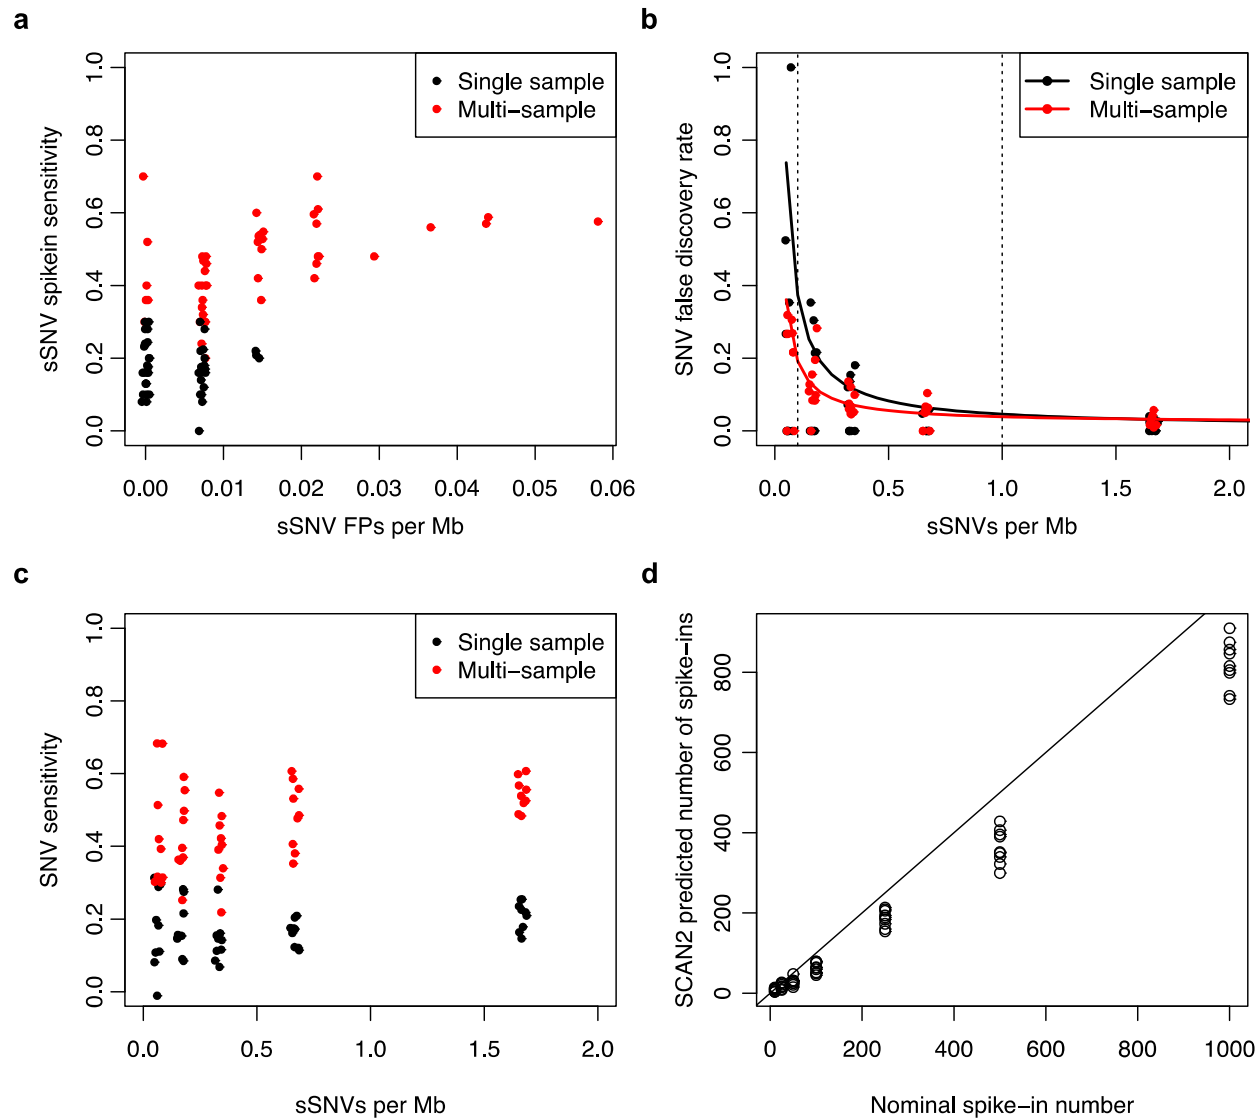 a
sSNV spikein sensitivity
0.0 0.2 0.4 0.6 0.8 1.0
Single sample
Multi−sample
0.00 0.01 0.02 0.03 0.04 0.05 0.06
sSNV FPs per Mb
b
SNV false discovery rate
0.0 0.2 0.4 0.6 0.8 1.0
Single sample
Multi−sample
0.0 0.5 1.0 1.5 2.0
sSNVs per Mb
c
SNV sensitivity
0.0 0.2 0.4 0.6 0.8 1.0
Single sample
Multi−sample
0.0 0.5 1.0 1.5 2.0
sSNVs per Mb
d
SCAN2 predicted number of spike−ins
0 200 400 600 800
0 200 400 600 800 1000
Nominal spike−in number